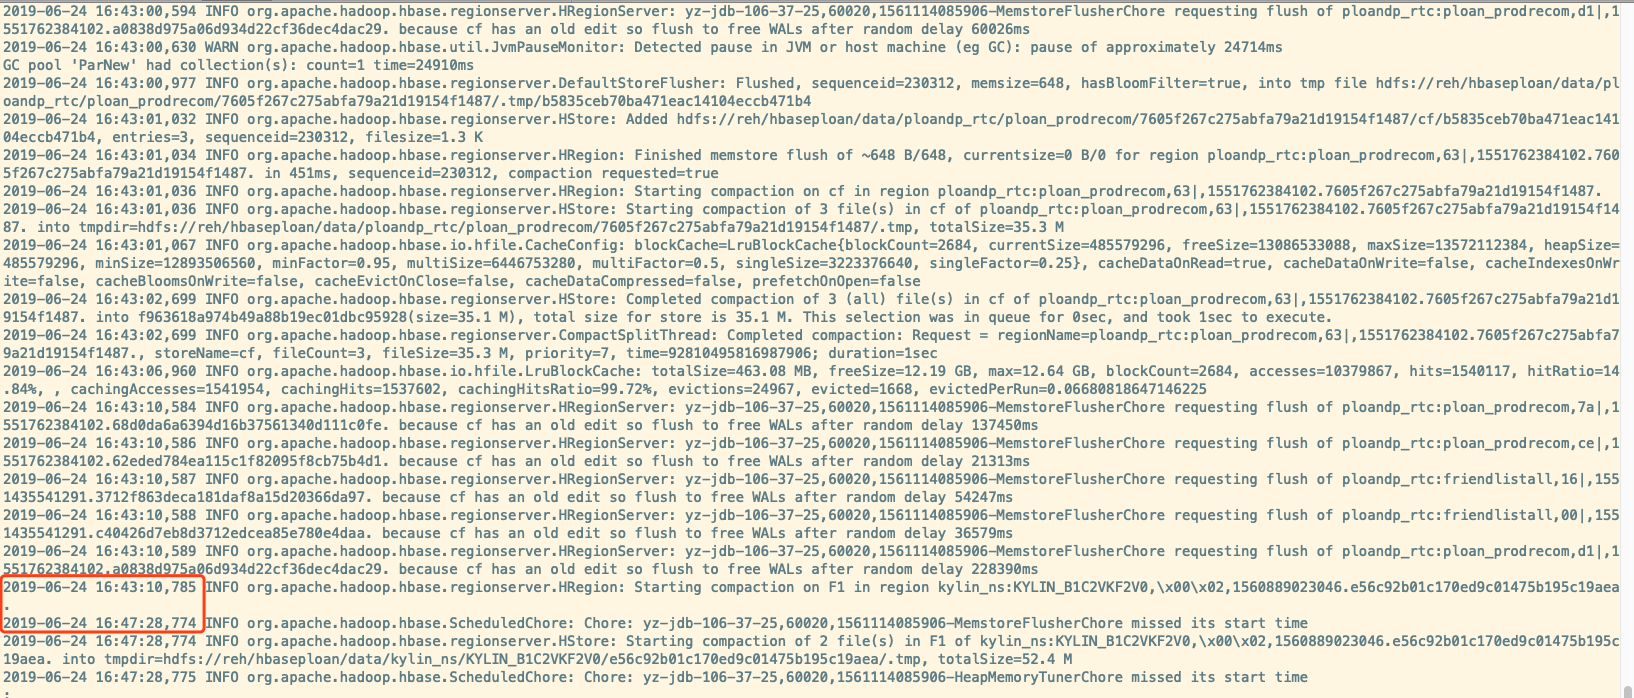 2019-06-24 16:43:00,594 INFO org.apache.hadoop.hbase.regionserver.HRegionServer: yz-jdb-106-37-25,60020,1561114085906-MemstoreFlusherChore requesting flush of ploandp_rtc:ploan_prodrecom,d1|,1
551762384102.a0838d975a06d934d22cf36dec4dac29. because cf has an old edit so flush to free WALs after random delay 60026ms
2019-06-24 16:43:00,630 WARN org.apache.hadoop.hbase.util.JvmPauseMonitor: Detected pause in JVM or host machine (eg GC): pause of approximately 24714ms
GC pool 'ParNew' had collection(s): count=1 time=24910ms
2019-06-24 16:43:00,977 INFO org.apache.hadoop.hbase.regionserver.DefaultStoreFlusher: Flushed, sequenceid=230312, memsize=648, hasBloomFilter=true, into tmp file hdfs://reh/hbaseploan/data/pl
oandp_rtc/ploan_prodrecom/7605f267c275abfa79a21d19154f1487/.tmp/b5835ceb70ba471eac14104eccb471b4
2019-06-24 16:43:01,032 INFO org.apache.hadoop.hbase.regionserver.HStore: Added hdfs://reh/hbaseploan/data/ploandp_rtc/ploan_prodrecom/7605f267c275abfa79a21d19154f1487/cf/b5835ceb70ba471eac141
04eccb471b4, entries=3, sequenceid=230312, filesize=1.3 K
2019-06-24 16:43:01,034 INFO org.apache.hadoop.hbase.regionserver.HRegion: Finished memstore flush of ~648 B/648, currentsize=0 B/0 for region ploandp_rtc:ploan_prodrecom,63|,1551762384102.760
5f267c275abfa79a21d19154f1487. in 451ms, sequenceid=230312, compaction requested=true
2019-06-24 16:43:01,036 INFO org.apache.hadoop.hbase.regionserver.HRegion: Starting compaction on cf in region ploandp_rtc:ploan_prodrecom,63|,1551762384102.7605f267c275abfa79a21d19154f1487.
2019-06-24 16:43:01,036 INFO org.apache.hadoop.hbase.regionserver.HStore: Starting compaction of 3 file(s) in cf of ploandp_rtc:ploan_prodrecom,63|,1551762384102.7605f267c275abfa79a21d19154f14
87. into tmpdir=hdfs://reh/hbaseploan/data/ploandp_rtc/ploan_prodrecom/7605f267c275abfa79a21d19154f1487/.tmp, totalSize=35.3 M
2019-06-24 16:43:01,067 INFO org.apache.hadoop.hbase.io.hfile.CacheConfig: blockCache=LruBlockCache{blockCount=2684, currentSize=485579296, freeSize=13086533088, maxSize=13572112384, heapSize=
485579296, minSize=12893506560, minFactor=0.95, multiSize=6446753280, multiFactor=0.5, singleSize=3223376640, singleFactor=0.25}, cacheDataOnRead=true, cacheDataOnWrite=false, cacheIndexesOnWr
ite=false, cacheBloomsOnWrite=false, cacheEvictOnClose=false, cacheDataCompressed=false, prefetchOnOpen=false
2019-06-24 16:43:02,699 INFO org.apache.hadoop.hbase.regionserver.HStore: Completed compaction of 3 (all) file(s) in cf of ploandp_rtc:ploan_prodrecom,63|,1551762384102.7605f267c275abfa79a21d1
9154f1487. into f963618a974b49a88b19ec01dbc95928(size=35.1 M), total size for store is 35.1 M. This selection was in queue for 0sec, and took 1sec to execute.
2019-06-24 16:43:02,699 INFO org.apache.hadoop.hbase.regionserver.CompactSplitThread: Completed compaction: Request = regionName=ploandp_rtc:ploan_prodrecom,63|,1551762384102.7605f267c275abfa7
9a21d19154f1487., storeName=cf, fileCount=3, fileSize=35.3 M, priority=7, time=92810495816987906; duration=1sec
2019-06-24 16:43:06,960 INFO org.apache.hadoop.hbase.io.hfile.LruBlockCache: totalSize=463.08 MB, freeSize=12.19 GB, max=12.64 GB, blockCount=2684, accesses=10379867, hits=1540117, hitRatio=14
.84%, , cachingAccesses=1541954, cachingHits=1537602, cachingHitsRatio=99.72%, evictions=24967, evicted=1668, evictedPerRun=0.06680818647146225
2019-06-24 16:43:10,584 INFO org.apache.hadoop.hbase.regionserver.HRegionServer: yz-jdb-106-37-25,60020,1561114085906-MemstoreFlusherChore requesting flush of ploandp_rtc:ploan_prodrecom,7a|,1
551762384102.68d0da6a6394d16b37561340d111c0fe. because cf has an old edit so flush to free WALs after random delay 137450ms
2019-06-24 16:43:10,586 INFO org.apache.hadoop.hbase.regionserver.HRegionServer: yz-jdb-106-37-25,60020,1561114085906-MemstoreFlusherChore requesting flush of ploandp_rtc:ploan_prodrecom,ce|,1
551762384102.62eded784ea115c1f82095f8cb75b4d1. because cf has an old edit so flush to free WALs after random delay 21313ms
2019-06-24 16:43:10,587 INFO org.apache.hadoop.hbase.regionserver.HRegionServer: yz-jdb-106-37-25,60020,1561114085906-MemstoreFlusherChore requesting flush of ploandp_rtc:friendlistall,16|,155
1435541291.3712f863deca181daf8a15d20366da97. because cf has an old edit so flush to free WALs after random delay 54247ms
2019-06-24 16:43:10,588 INFO org.apache.hadoop.hbase.regionserver.HRegionServer: yz-jdb-106-37-25,60020,1561114085906-MemstoreFlusherChore requesting flush of ploandp_rtc:friendlistall,00|,155
1435541291.c40426d7eb8d3712edcea85e780e4daa. because cf has an old edit so flush to free WALs after random delay 36579ms
2019-06-24 16:43:10,589 INFO org.apache.hadoop.hbase.regionserver.HRegionServer: yz-jdb-106-37-25,60020,1561114085906-MemstoreFlusherChore requesting flush of ploandp_rtc:ploan_prodrecom,d1|,1
551762384102.a0838d975a06d934d22cf36dec4dac29. because cf has an old edit so flush to free WALs after random delay 228390ms
2019-06-24 16:43:10,785 INFO org.apache.hadoop.hbase.regionserver.HRegion: Starting compaction on F1 in region kylin_ns:KYLIN_B1C2VKF2V0,\x00\x02,1560889023046.e56c92b01c170ed9c01475b195c19aea
.
2019-06-24 16:47:28,774 INFO org.apache.hadoop.hbase.ScheduledChore: Chore: yz-jdb-106-37-25,60020,1561114085906-MemstoreFlusherChore missed its start time
2019-06-24 16:47:28,774 INFO org.apache.hadoop.hbase.regionserver.HStore: Starting compaction of 2 file(s) in F1 of kylin_ns:KYLIN_B1C2VKF2V0,\x00\x02,1560889023046.e56c92b01c170ed9c01475b195c
19aea. into tmpdir=hdfs://reh/hbaseploan/data/kylin_ns/KYLIN_B1C2VKF2V0/e56c92b01c170ed9c01475b195c19aea/.tmp, totalSize=52.4 M
2019-06-24 16:47:28,775 INFO org.apache.hadoop.hbase.ScheduledChore: Chore: yz-jdb-106-37-25,60020,1561114085906-HeapMemoryTunerChore missed its start time
: